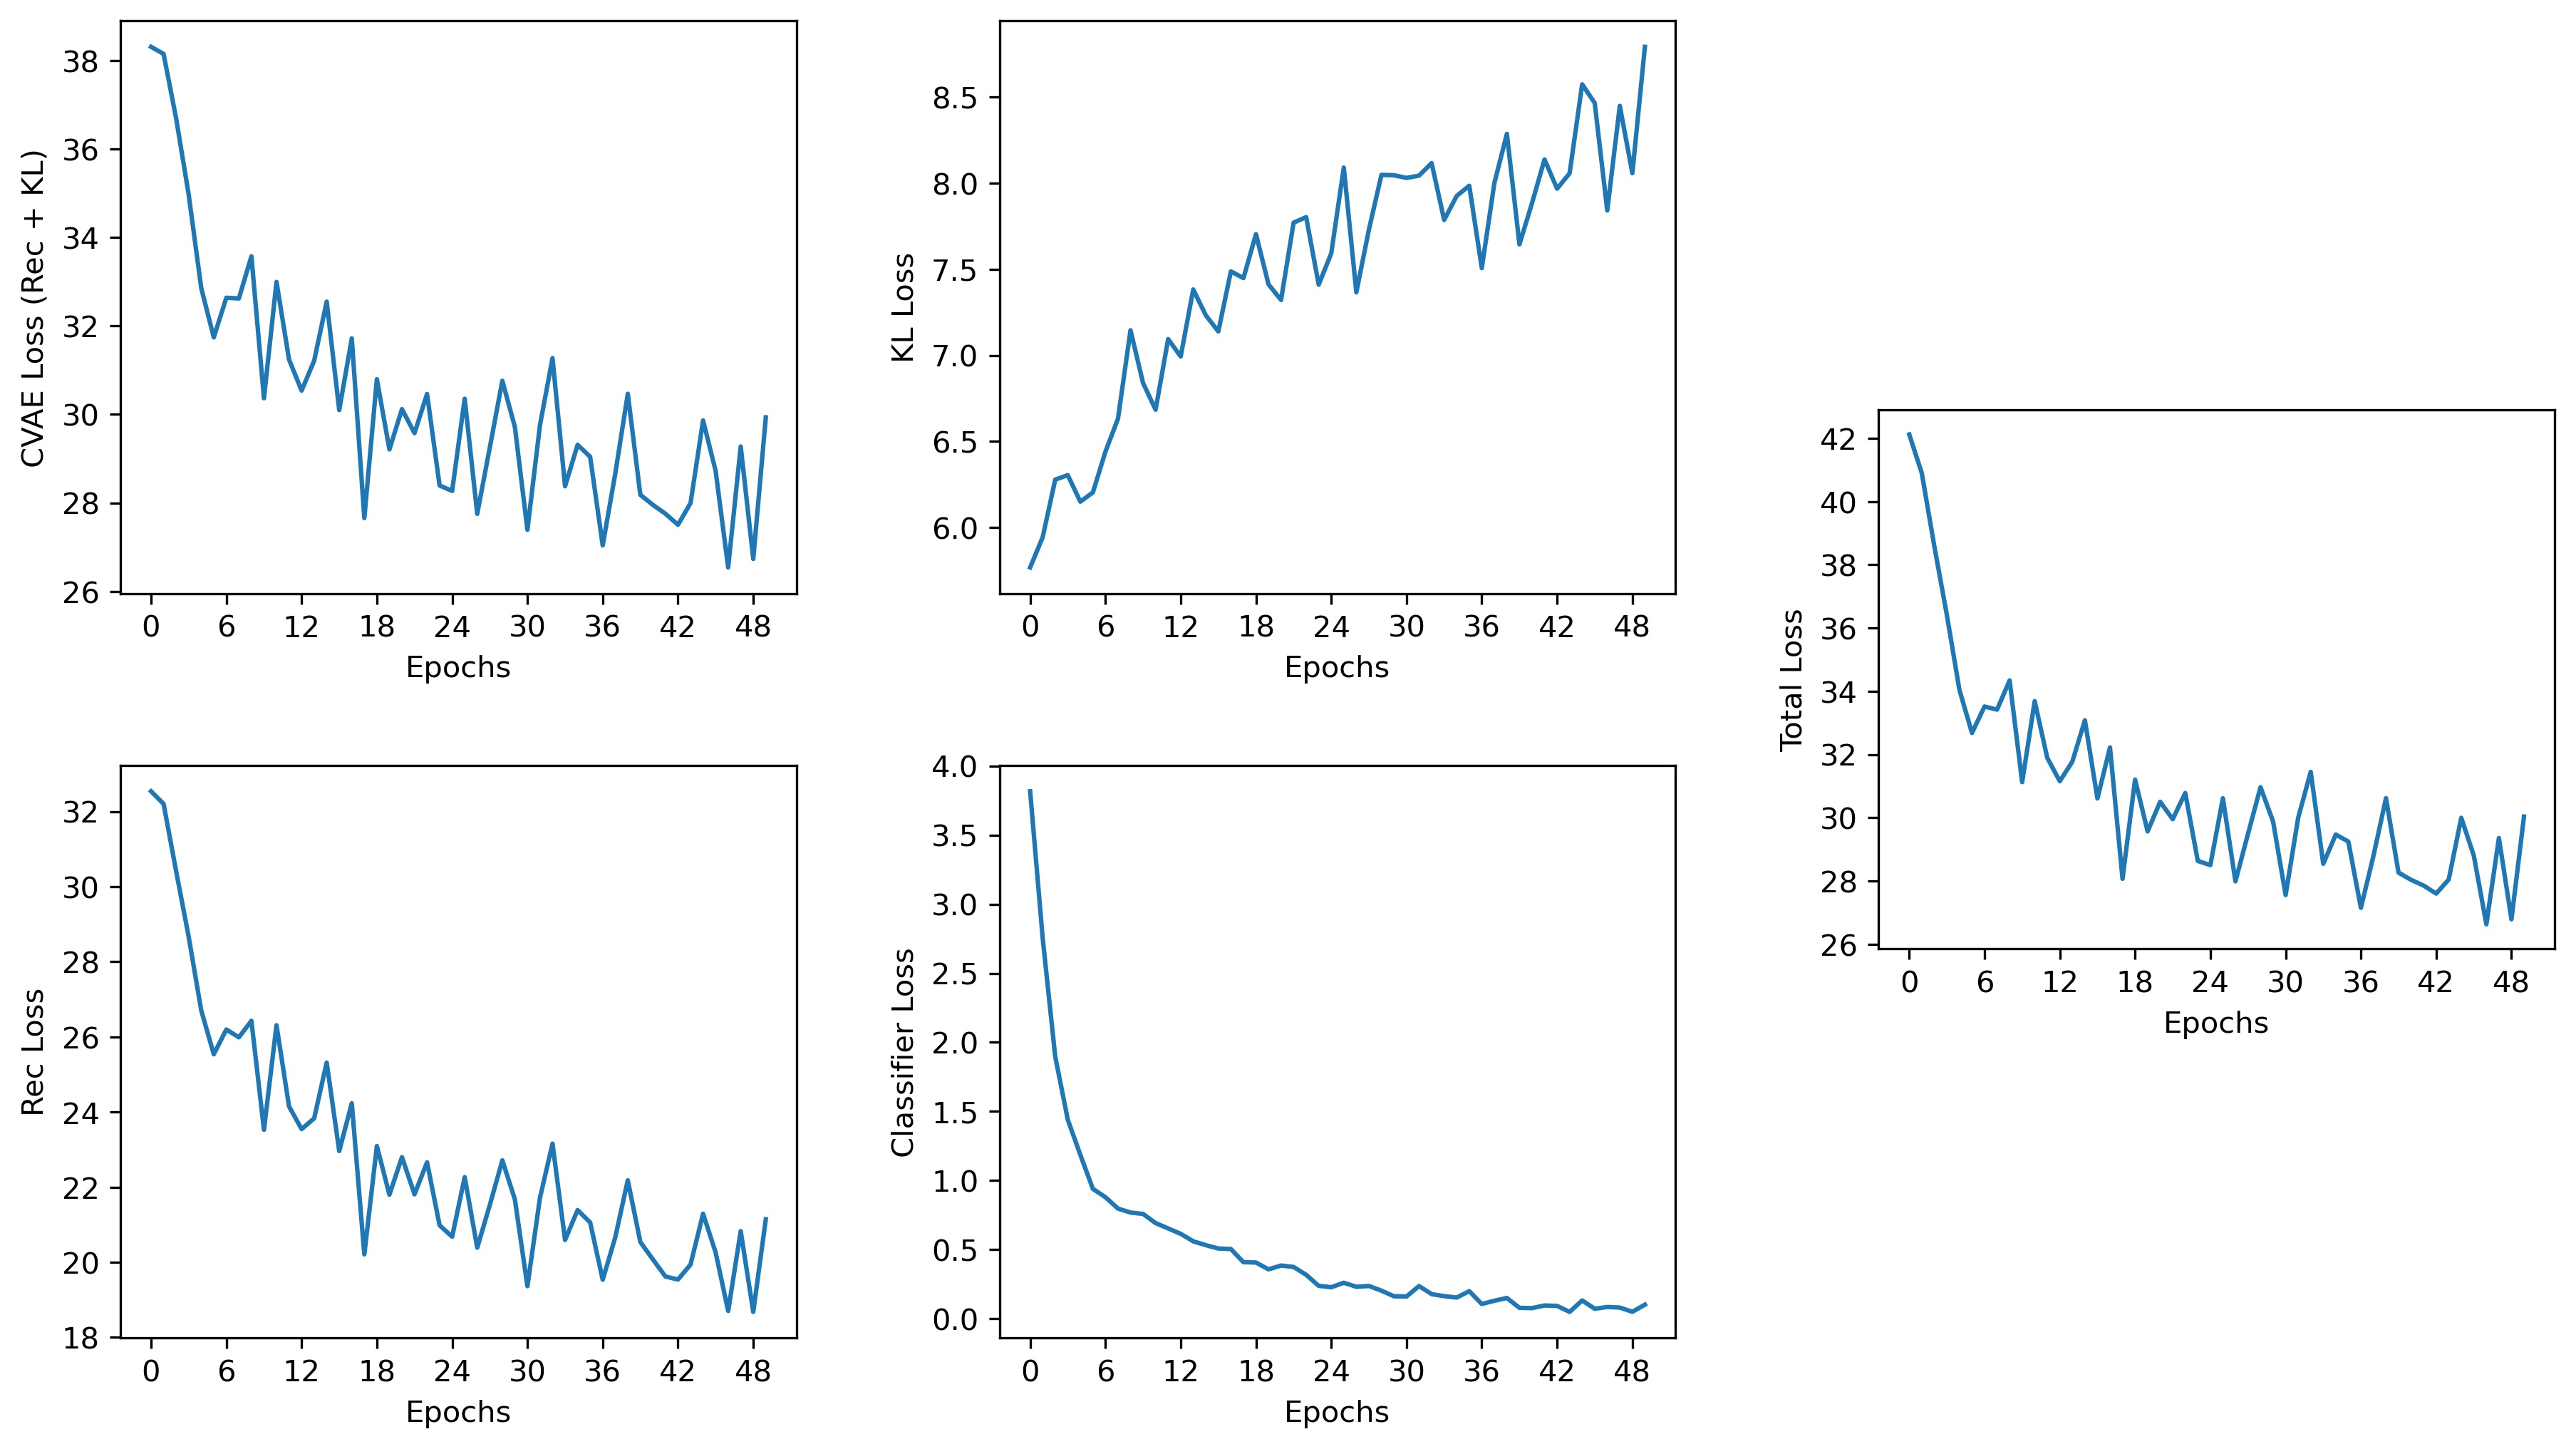 CVAE Loss (Rec + KL)
38
36
34
32
30
28
26
0 6 12 18 24 30 36 42 48
Epochs
KL Loss
8.5
8.0
7.5
7.0
6.5
6.0
0 6 12 18 24 30 36 42 48
Epochs
Rec Loss
32
30
28
26
24
22
20
18
0 6 12 18 24 30 36 42 48
Epochs
Classifier Loss
4.0
3.5
3.0
2.5
2.0
1.5
1.0
0.5
0.0
0 6 12 18 24 30 36 42 48
Epochs
Total Loss
42
40
38
36
34
32
30
28
26
0 6 12 18 24 30 36 42 48
Epochs